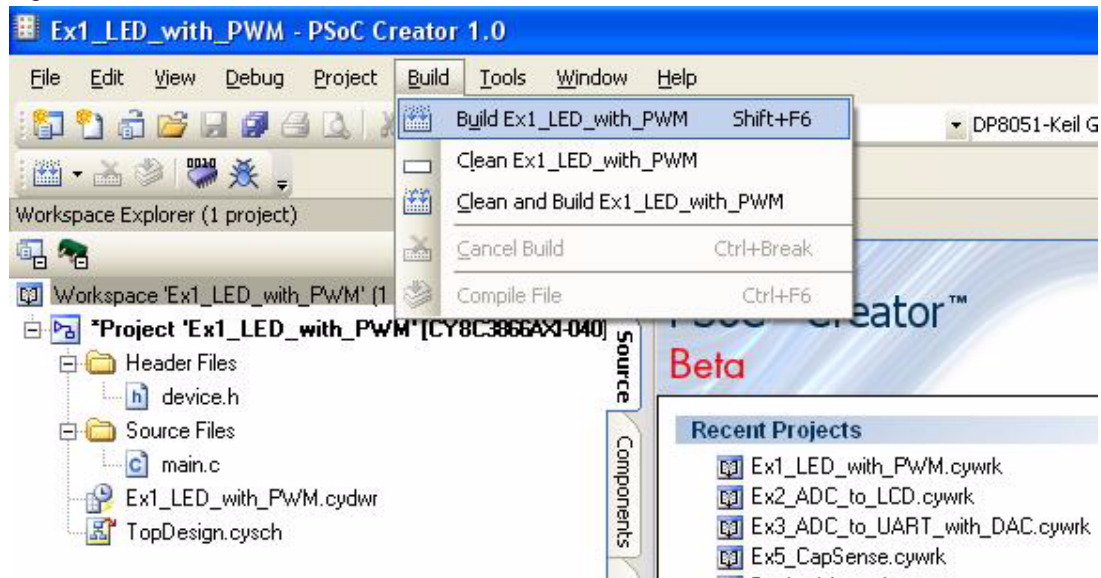 Ex1_LED_with_PWM - PSoC Creator 1.0
File Edit View Debug Project Build Tools Window Help
Build Ex1_LED_with_PWM Shift+F6
DP8051-Keil G
Clean Ex1_LED_with_PWM
Clean and Build Ex1_LED_with_PWM
Workspace Explorer (1 project)
Cancel Build Ctrl+Break
Workspace 'Ex1_LED_with_PWM' (1
Compile File Ctrl+F6
Creator™
*Project 'Ex1_LED_with_PWM' [CY8C3866AXI-040]
Beta
Header Files
device.h
Source Files
main.c
Ex1_LED_with_PWM.cydwr
TopDesign.cysch
Source
Components
Recent Projects
Ex1_LED_with_PWM.cywrk
Ex2_ADC_to_LCD.cywrk
Ex3_ADC_to_UART_with_DAC.cywrk
Ex5_CapSense.cywrk